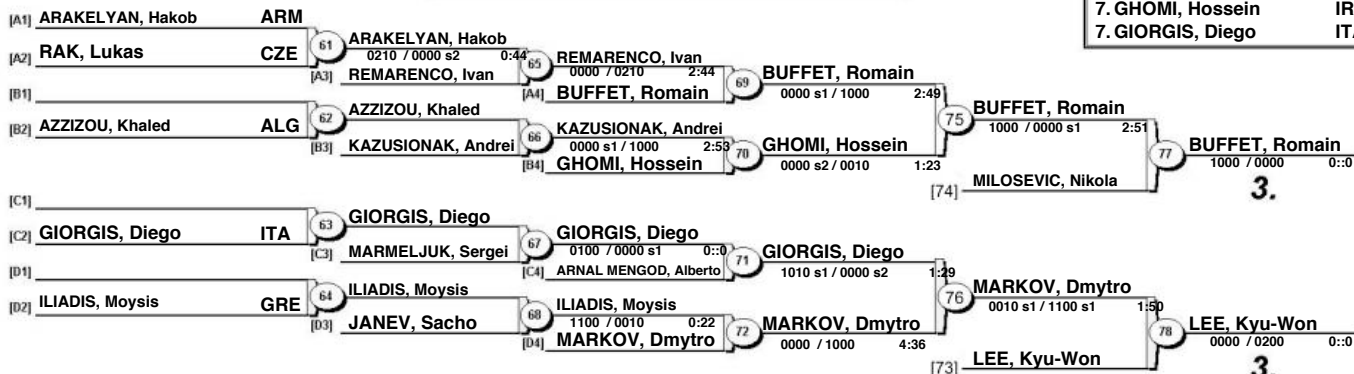 [A1] ARAKELYAN, Hakob ARM
[A2] RAK, Lukas CZE
61
ARAKELYAN, Hakob
0210 / 0000 s2 0:44
[A3] REMARENCO, Ivan
65
REMARENCO, Ivan
0000 / 0210 2:44
[A4] BUFFET, Romain
69
BUFFET, Romain
0000 s1 / 1000 2:49
[B1]
[B2] AZZIZOU, Khaled ALG
62
AZZIZOU, Khaled
[B3] KAZUSIONAK, Andrei
66
KAZUSIONAK, Andrei
0000 s1 / 1000 2:53
[B4] GHOMI, Hossein
70
GHOMI, Hossein
0000 s2 / 0010 1:23
75
BUFFET, Romain
1000 / 0000 s1 2:51
[74] MILOSEVIC, Nikola
77
BUFFET, Romain
1000 / 0000 0::0
3.
[C1]
[C2] GIORGIS, Diego ITA
63
GIORGIS, Diego
[C3] MARMELJUK, Sergei
67
GIORGIS, Diego
0100 / 0000 s1 0::0
[C4] ARNAL MENGOD, Alberto
71
GIORGIS, Diego
1010 s1 / 0000 s2 1:29
[D1]
[D2] ILIADIS, Moysis GRE
64
ILIADIS, Moysis
[D3] JANEV, Sacho
68
ILIADIS, Moysis
1100 / 0010 0:22
[D4] MARKOV, Dmytro
72
MARKOV, Dmytro
0000 / 1000 4:36
76
MARKOV, Dmytro
0010 s1 / 1100 s1 1:50
[73] LEE, Kyu-Won
78
LEE, Kyu-Won
0000 / 0200 0::0
3.
7. GHOMI, Hossein IR
7. GIORGIS, Diego ITA